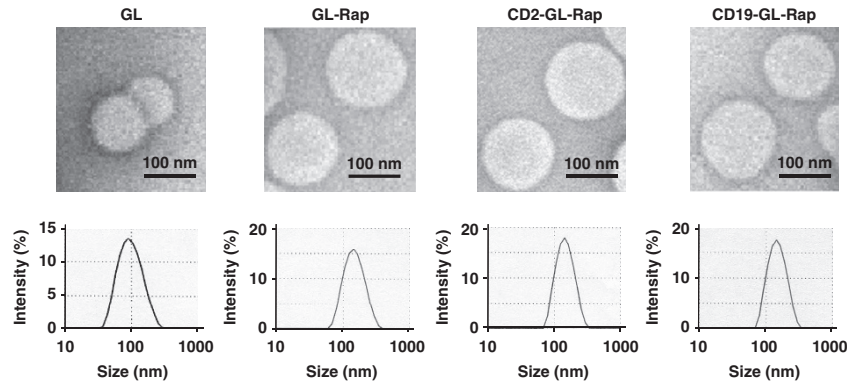 GL GL-Rap CD2-GL-Rap CD19-GL-Rap
100 nm 100 nm 100 nm 100 nm
Intensity (%) 15 10 5 0
10 100 1000
Size (nm)
Intensity (%) 20 10 0
10 100 1000
Size (nm)
Intensity (%) 20 10 0
10 100 1000
Size (nm)
Intensity (%) 20 10 0
10 100 1000
Size (nm)